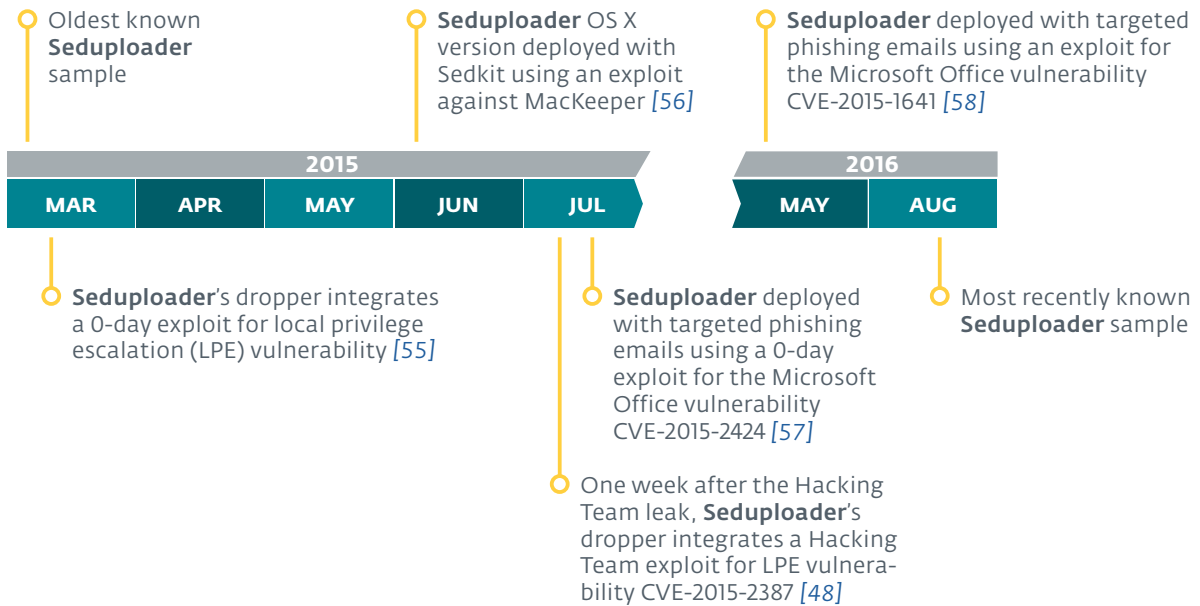 Oldest known
Seduploader
sample
Seduploader OS X
version deployed with
Sedkit using an exploit
against MacKeeper [56]
Seduploader deployed with targeted
phishing emails using an exploit for
the Microsoft Office vulnerability
CVE-2015-1641 [58]
2015
2016
MAR
APR
MAY
JUN
JUL
MAY
AUG
Seduploader's dropper integrates
a 0-day exploit for local privilege
escalation (LPE) vulnerability [55]
Seduploader deployed
with targeted phishing
emails using a 0-day
exploit for the Microsoft
Office vulnerability
CVE-2015-2424 [57]
Most recently known
Seduploader sample
One week after the Hacking
Team leak, Seduploader's
dropper integrates a Hacking
Team exploit for LPE vulnera-
bility CVE-2015-2387 [48]